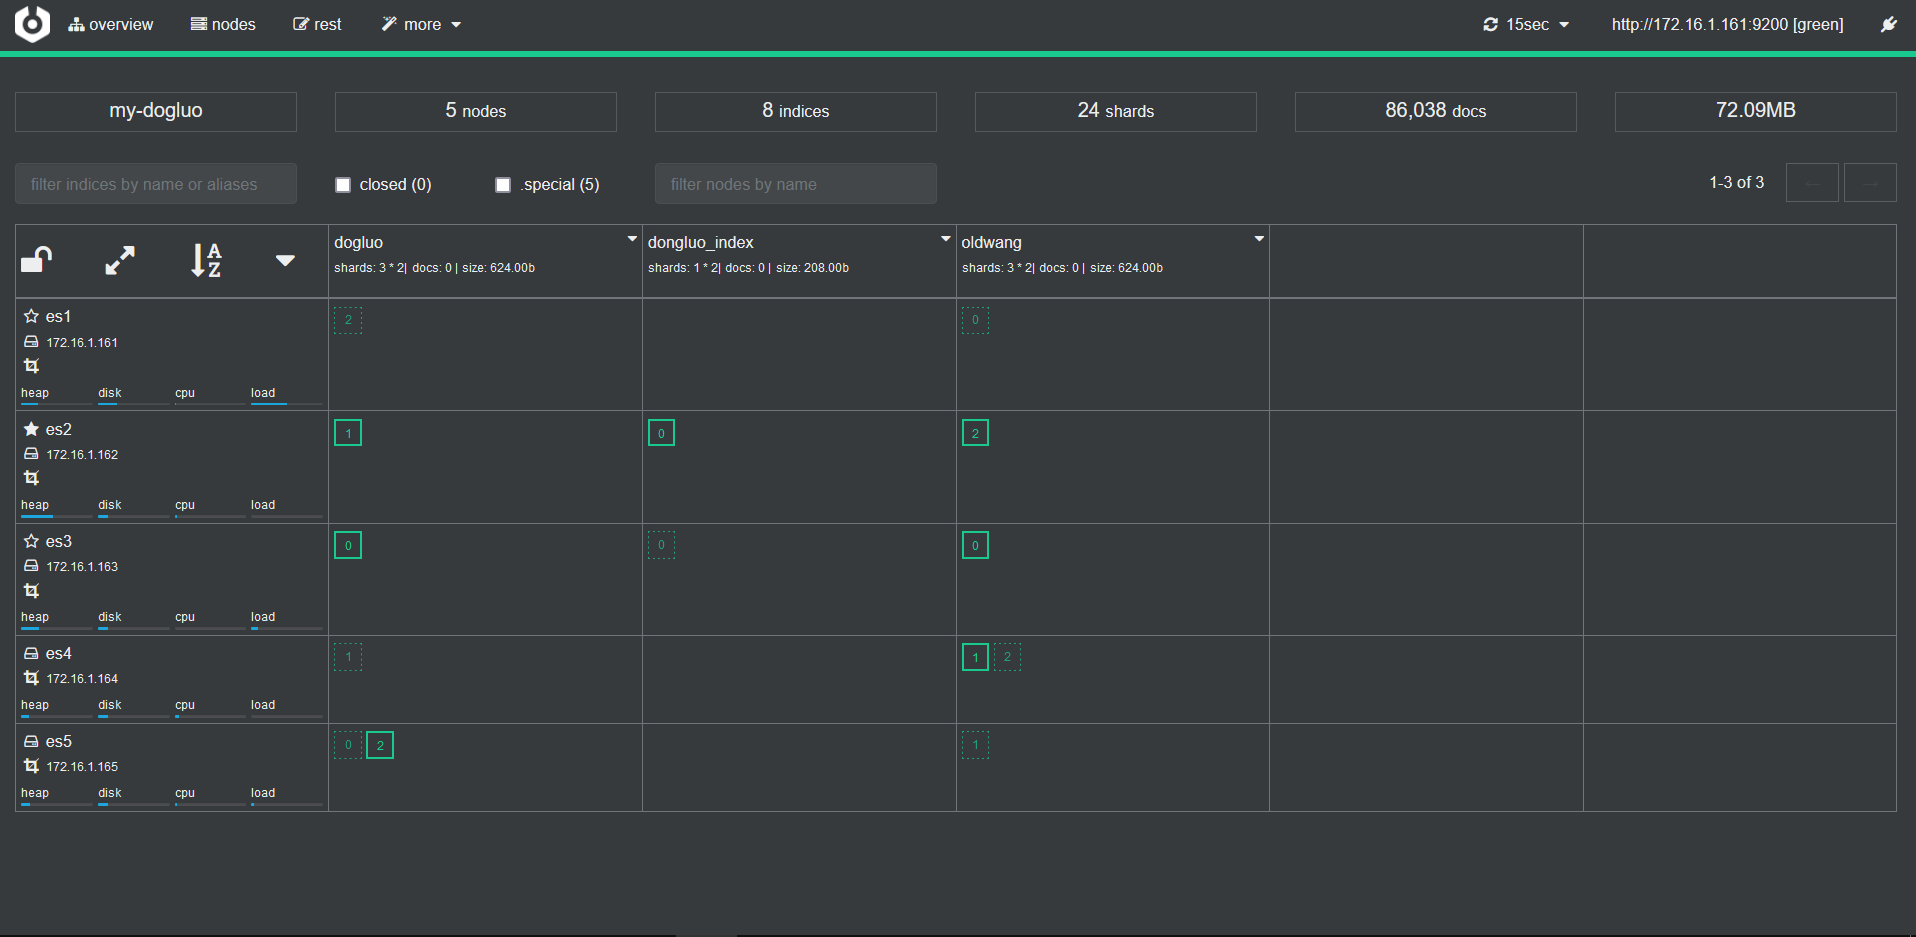 overview nodes rest more 15sec http://172.16.1.161:9200 [green]
my-dogluo 5 nodes 8 indices 24 shards 86,038 docs 72.09MB
filter indices by name or aliases closed (0) .special (5) filter nodes by name 1-3 of 3 ← →
A
Z
dogluo dongluo_index oldwang
shards: 3 * 2| docs: 0 | size: 624.00b shards: 1 * 2| docs: 0 | size: 208.00b shards: 3 * 2| docs: 0 | size: 624.00b
es1 2 0
172.16.1.161
heap disk cpu load
es2 1 0 2
172.16.1.162
heap disk cpu load
es3 0 0 0
172.16.1.163
heap disk cpu load
es4 1 1 2
172.16.1.164
heap disk cpu load
es5 0 2 1
172.16.1.165
heap disk cpu load